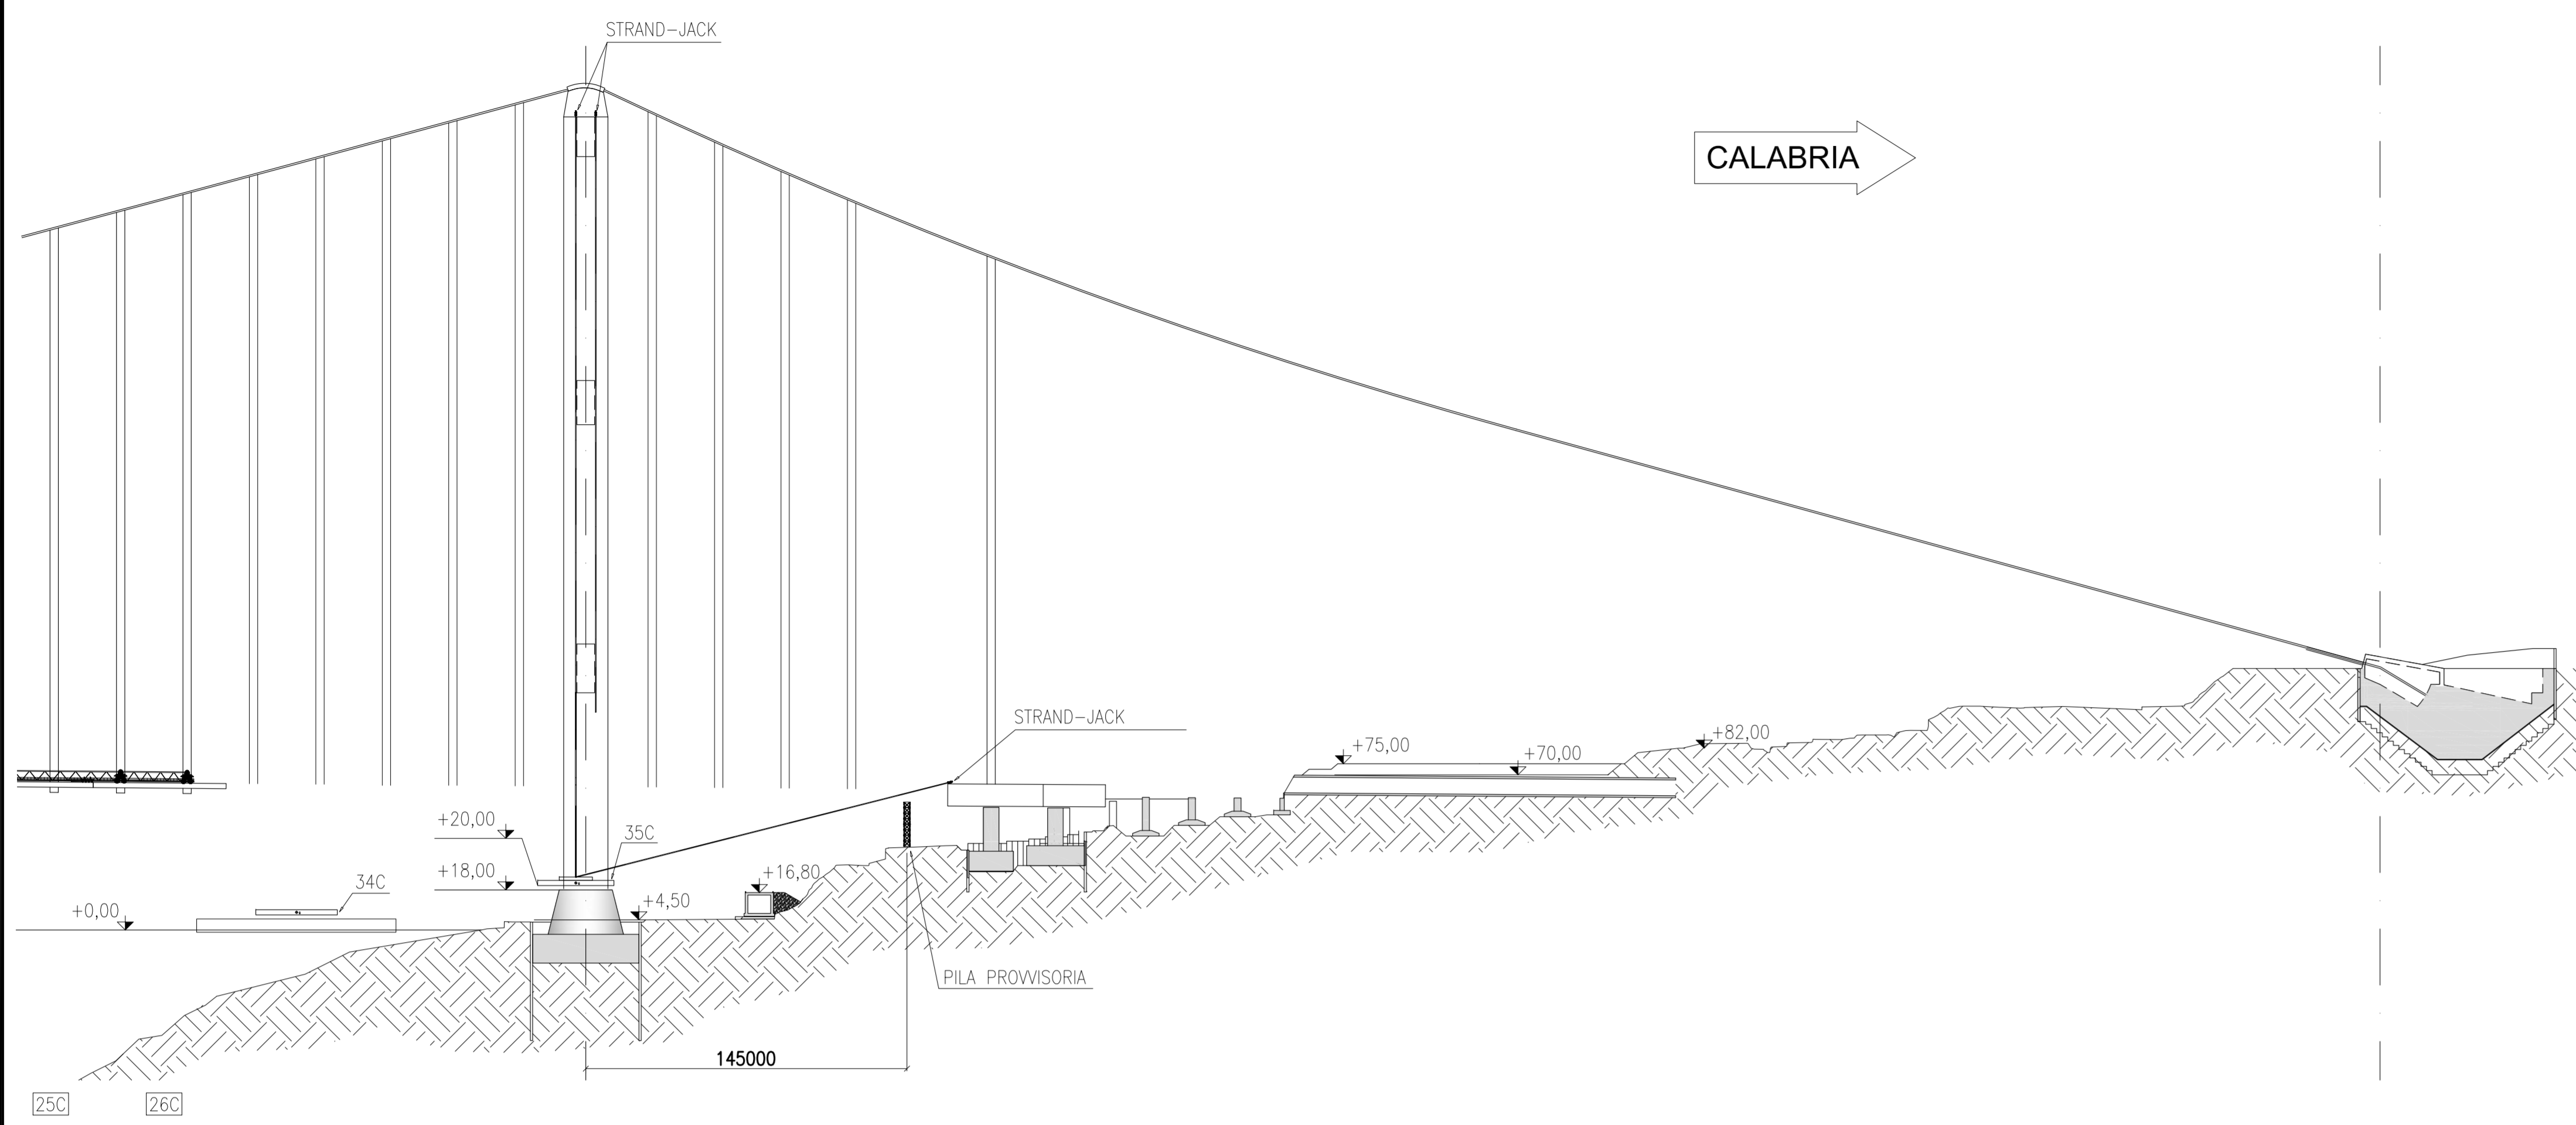 STRAND-JACK
CALABRIA
STRAND-JACK
+75,00
+70,00
+82,00
+20,00
35C
+18,00
+16,80
34C
+0,00
+4,50
PILA PROVVISORIA
145000
25C
26C